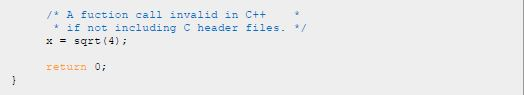 /* A fuction call invalid in C++ *
* if not including C header files. */
x = sqrt(4);
return 0;
}